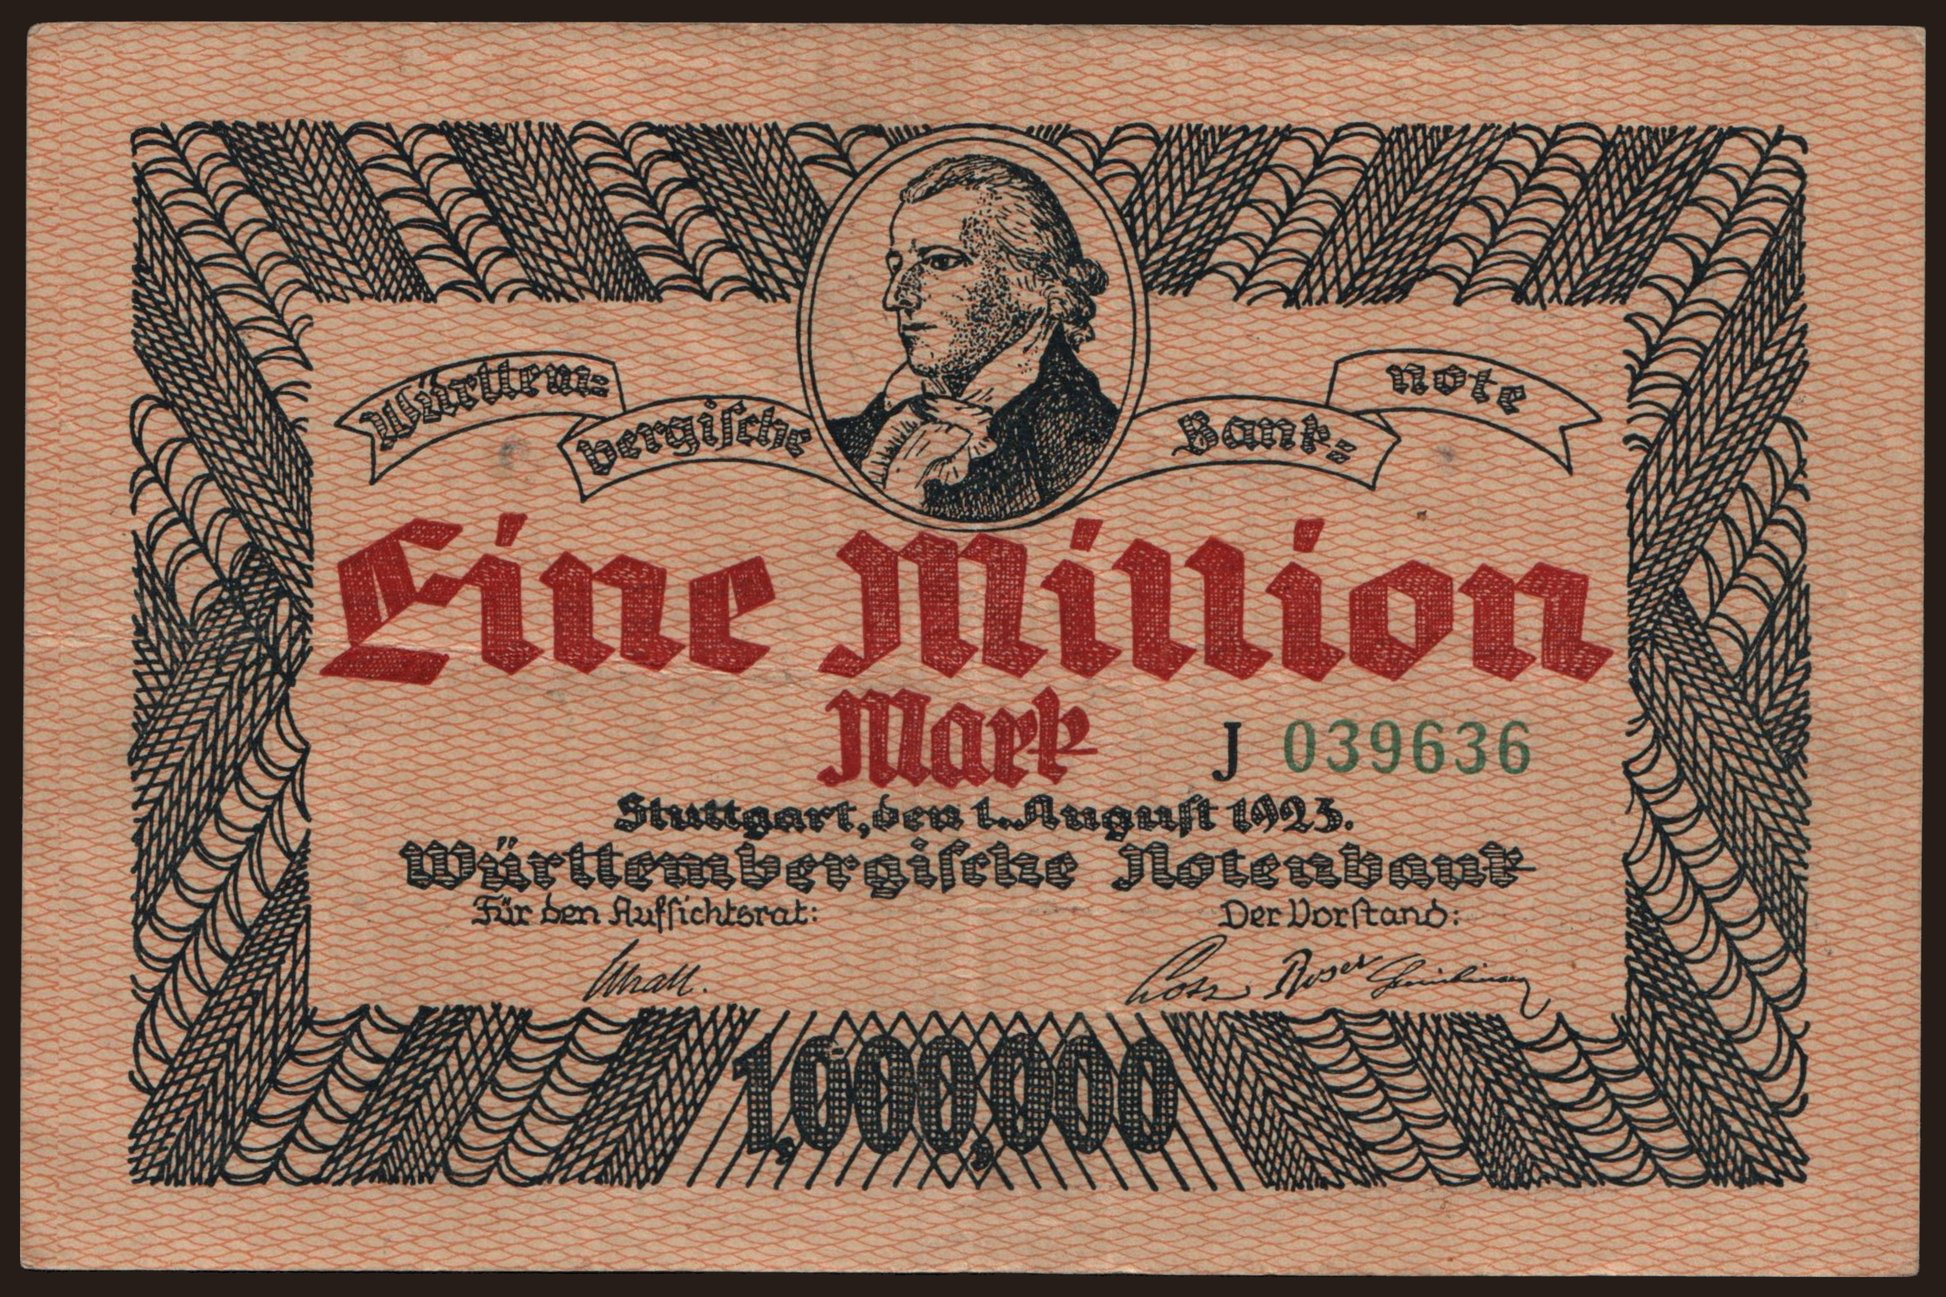 Württem-
bergische
Bank-
note
Eine Million
Mark
J 039636
Stuttgart, den 1. August 1923.
Württembergische Notenbank
Für den Aufsichtsrat:
Der Vorstand:
1,000,000